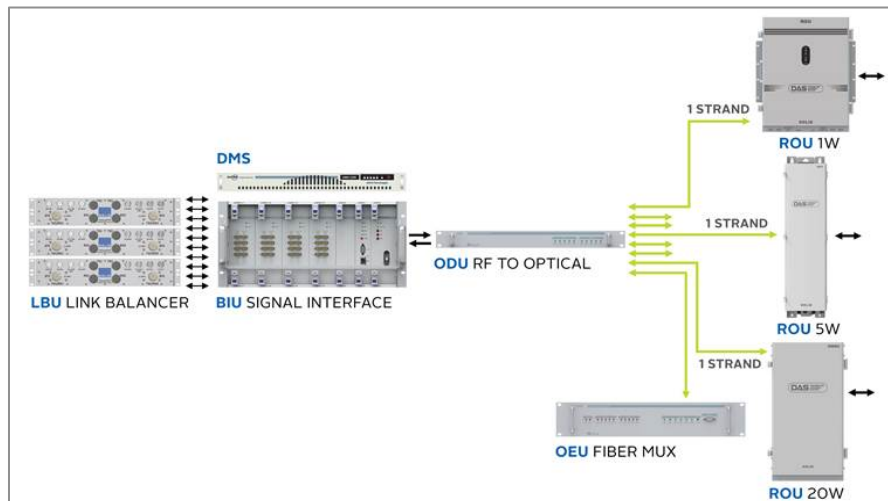 DMS
LBU LINK BALANCER
BIU SIGNAL INTERFACE
ODU RF TO OPTICAL
1 STRAND
ROU 1W
1 STRAND
ROU 5W
1 STRAND
OEU FIBER MUX
ROU 20W
DAS
DAS
DAS
SOLiD